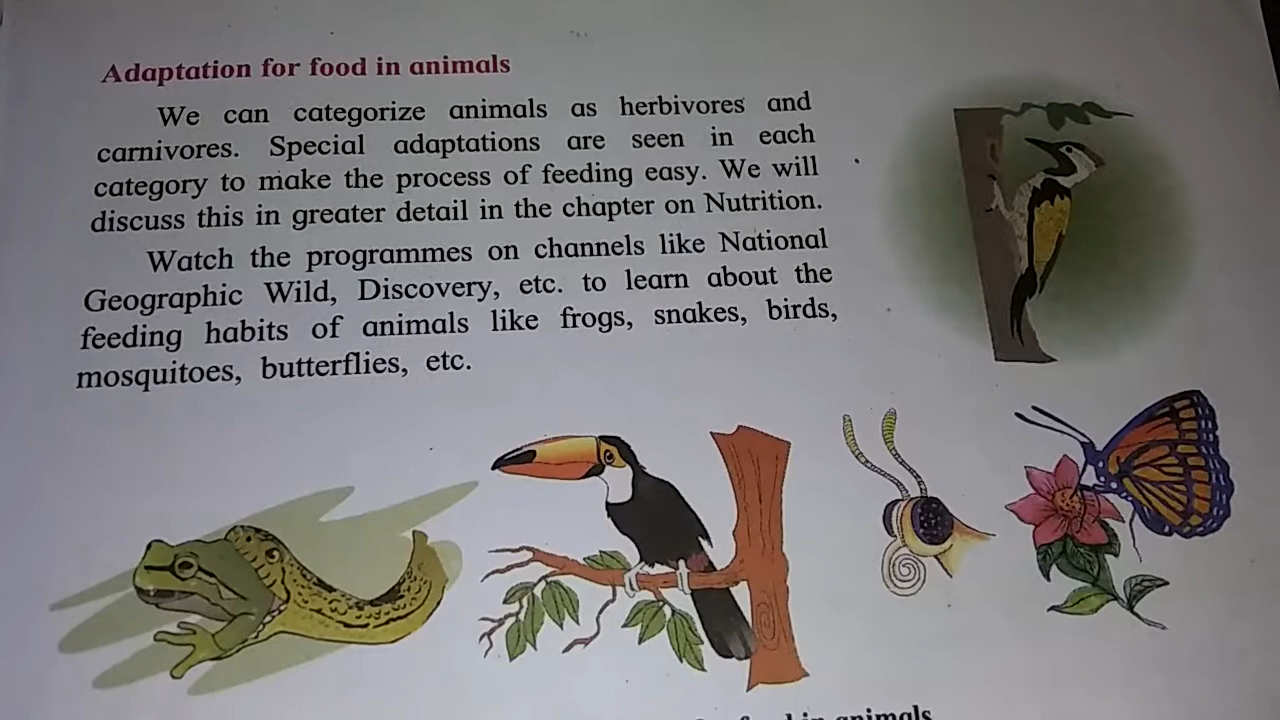 Adaptation for food in animals
We can categorize animals as herbivores and
carnivores. Special adaptations are seen in each
category to make the process of feeding easy. We will
discuss this in greater detail in the chapter on Nutrition.
Watch the programmes on channels like National
Geographic Wild, Discovery, etc. to learn about the
feeding habits of animals like frogs, snakes, birds,
mosquitoes, butterflies, etc.
food in animals